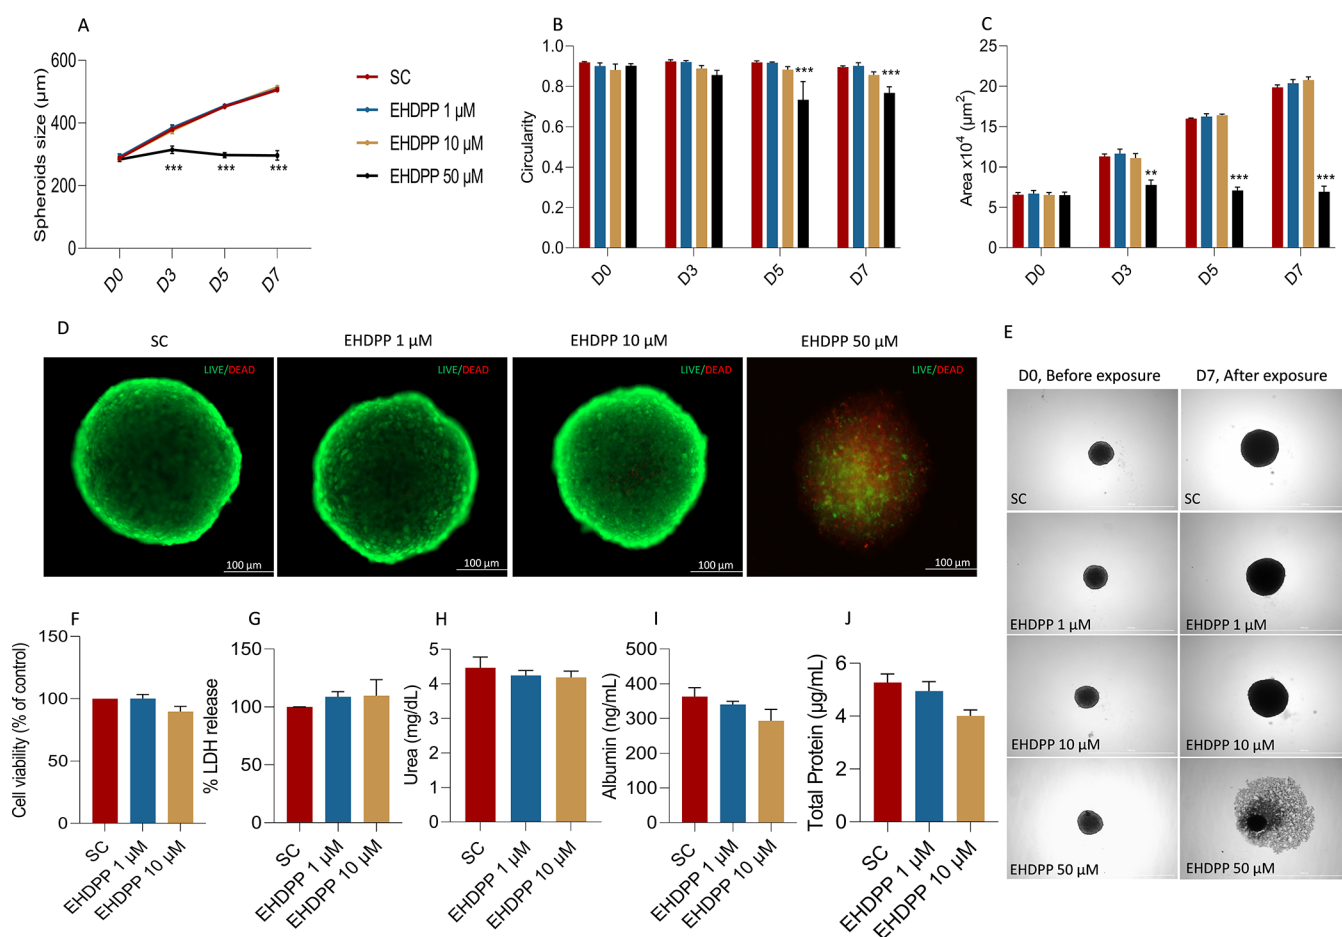 A
Spheroids size (µm)
600
400
200
0
D0
D3
D5
D7
***
***
***
SC
EHDPP 1 µM
EHDPP 10 µM
EHDPP 50 µM
B
Circularity
1.0
0.8
0.6
0.4
0.2
0.0
D0
D3
D5
D7
***
***
C
Area x10⁴ (µm²)
25
20
15
10
5
0
D0
D3
D5
D7
**
***
***
D
SC
EHDPP 1 µM
EHDPP 10 µM
EHDPP 50 µM
LIVE/DEAD
LIVE/DEAD
LIVE/DEAD
LIVE/DEAD
100 µm
100 µm
100 µm
100 µm
E
D0, Before exposure
D7, After exposure
SC
SC
EHDPP 1 µM
EHDPP 1 µM
EHDPP 10 µM
EHDPP 10 µM
EHDPP 50 µM
EHDPP 50 µM
F
Cell viability (% of control)
150
100
50
0
SC
EHDPP 1 µM
EHDPP 10 µM
G
% LDH release
150
100
50
0
SC
EHDPP 1 µM
EHDPP 10 µM
H
Urea (mg/dL)
5
4
3
2
1
0
SC
EHDPP 1 µM
EHDPP 10 µM
I
Albumin (ng/mL)
500
400
300
200
100
0
SC
EHDPP 1 µM
EHDPP 10 µM
J
Total Protein (µg/mL)
6
4
2
0
SC
EHDPP 1 µM
EHDPP 10 µM